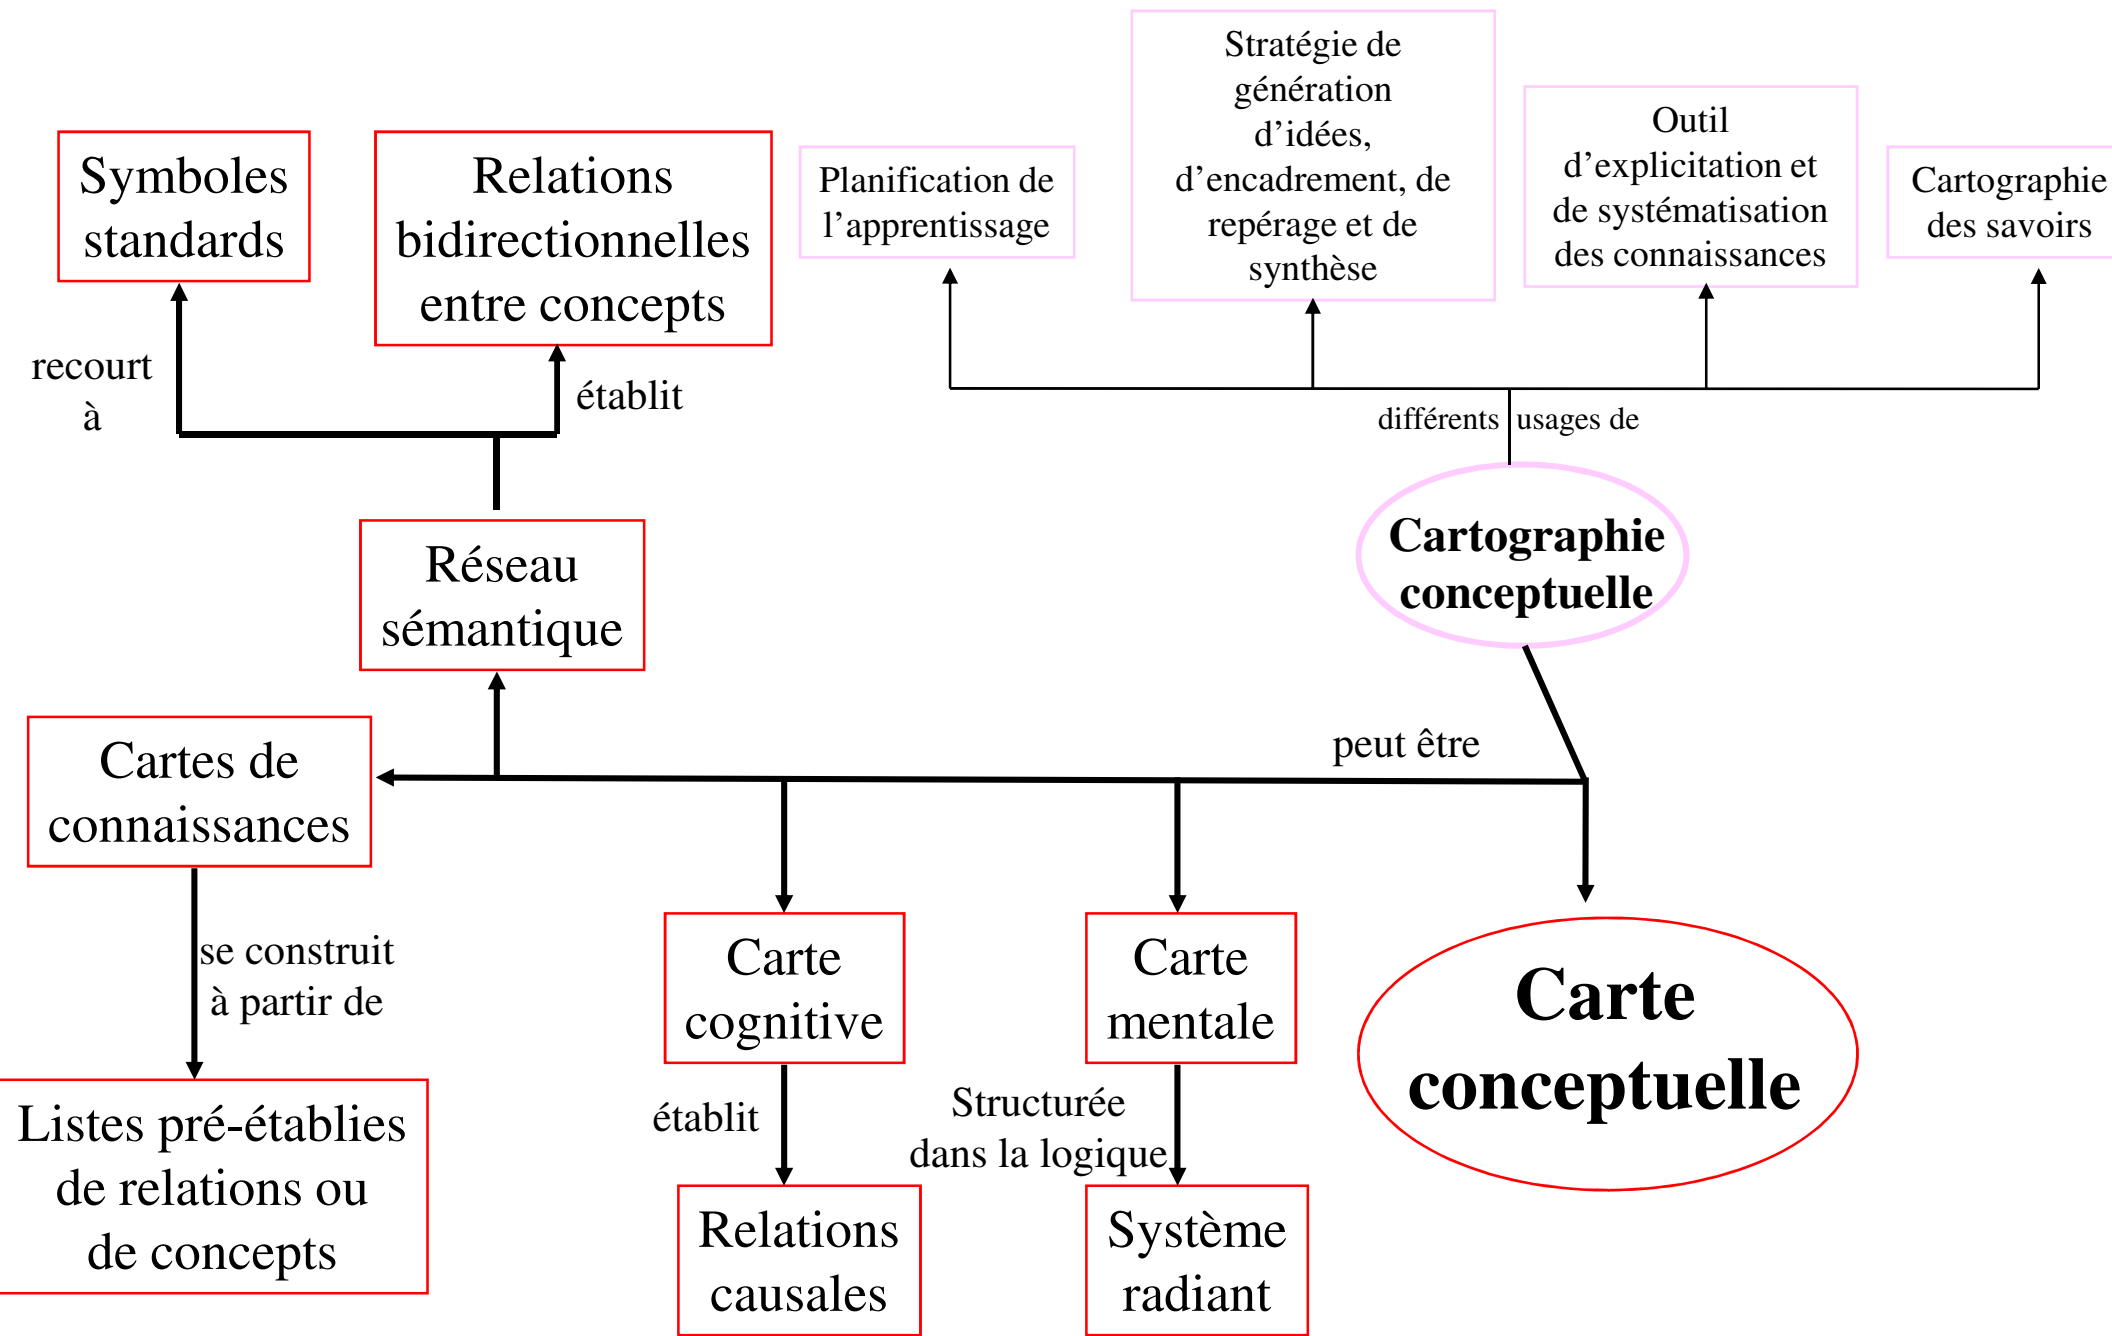 Stratégie de
génération
d’idées,
d’encadrement, de
repérage et de
synthèse
Outil
d’explicitation et
de systématisation
des connaissances
Symboles
standards
Relations
bidirectionnelles
entre concepts
Planification de
l’apprentissage
Cartographie
des savoirs
recourt
à
établit
différents usages de
Réseau
sémantique
Cartographie
conceptuelle
peut être
Cartes de
connaissances
se construit
à partir de
Carte
cognitive
Carte
mentale
Carte
conceptuelle
Listes pré-établies
de relations ou
de concepts
établit
Structurée
dans la logique
Relations
causales
Système
radiant